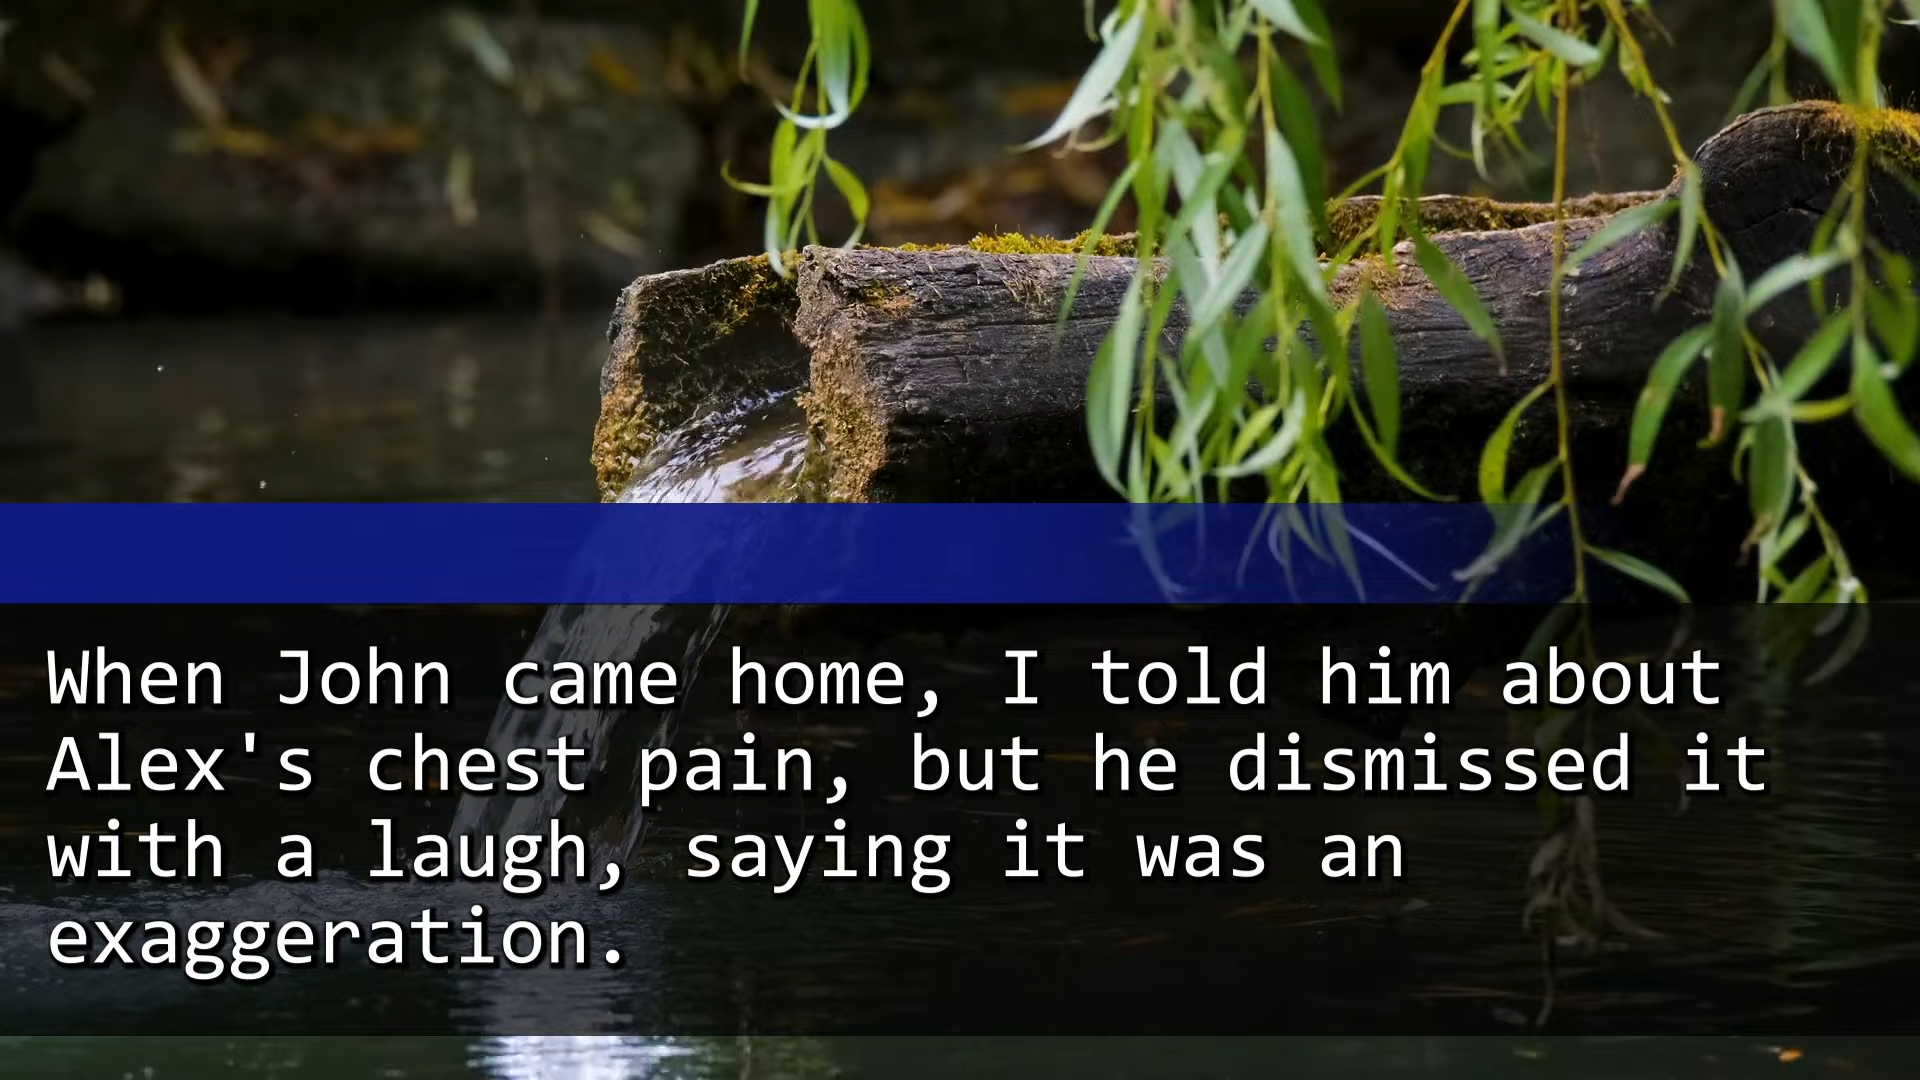 When John came home, I told him about
Alex's chest pain, but he dismissed it
with a laugh, saying it was an
exaggeration.